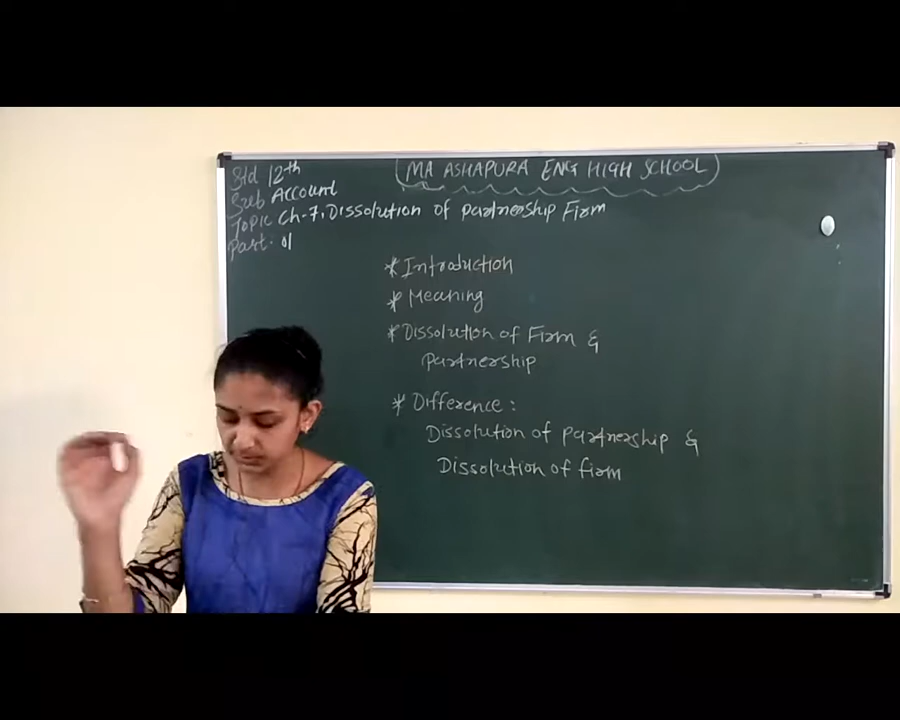 MA ASHAPURA ENG HIGH SCHOOL
Std 12th
Sub Account
Topic Ch-7, Dissolution of Partnership Firm
Part. 01
* Introduction
* Meaning
* Dissolution of Firm &
Partnership
* Difference :
Dissolution of Partnership &
Dissolution of firm